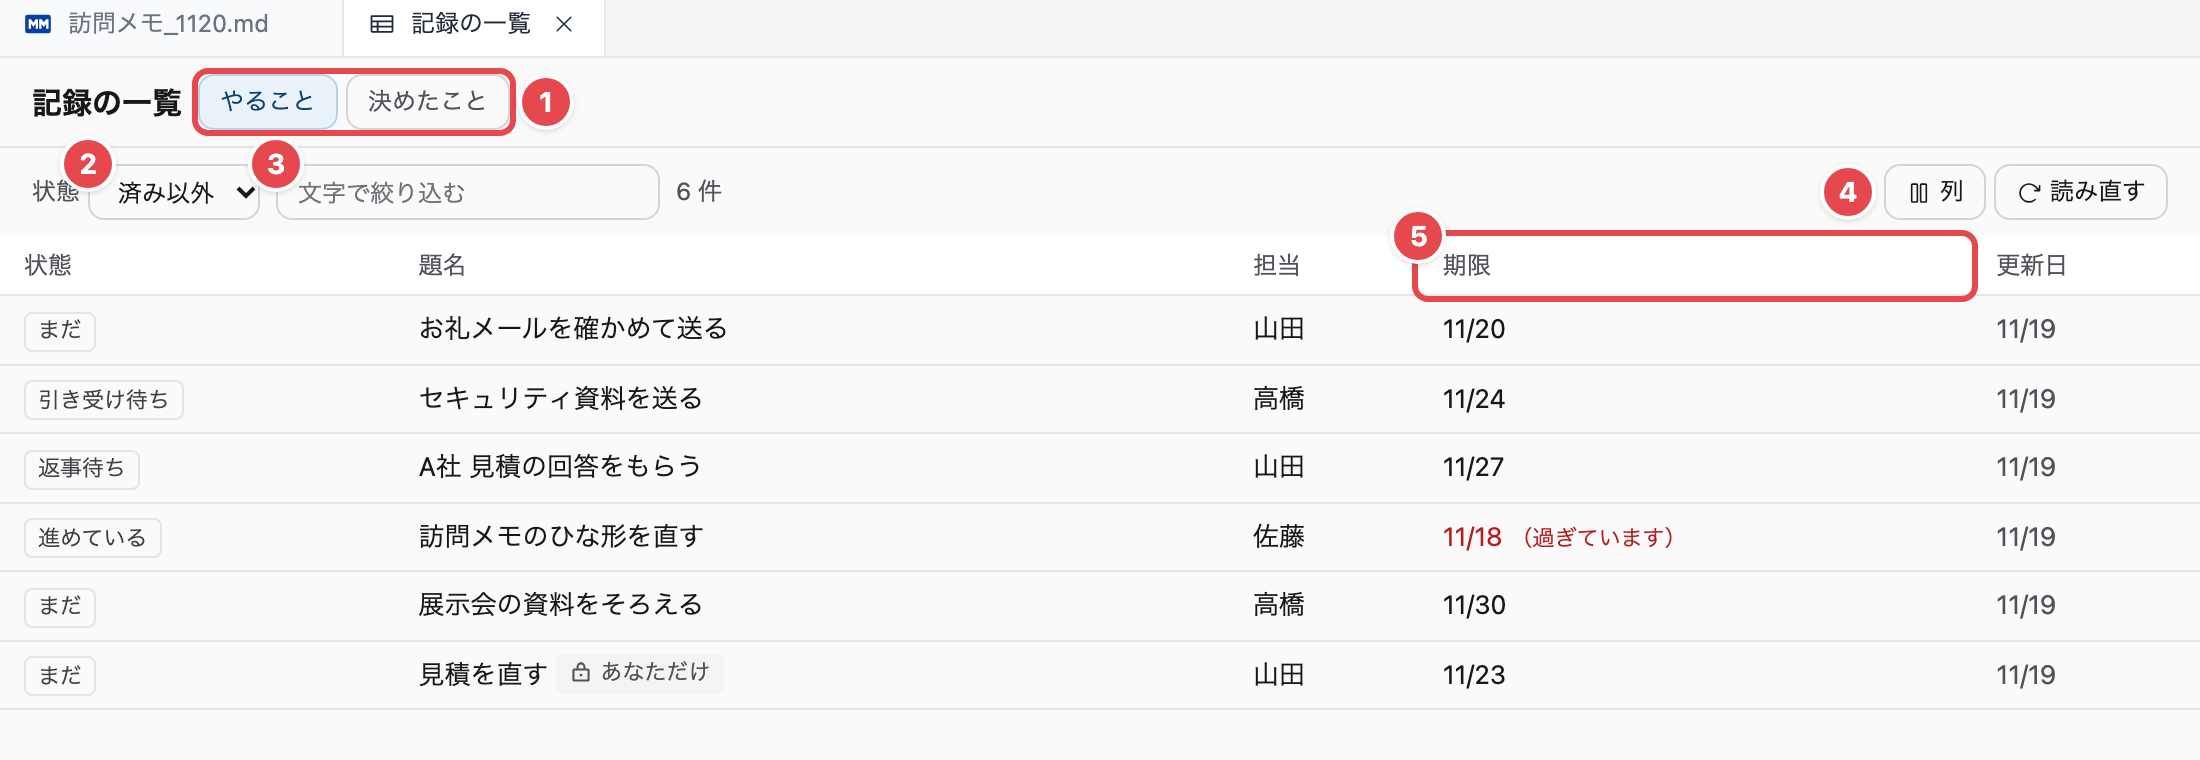 MM 訪問メモ_1120.md 記録の一覧
記録の一覧 やること 決めたこと 1
2 3
状態 済み以外 文字で絞り込む 6 件 4 列 読み直す
5
状態 題名 担当 期限 更新日
まだ お礼メールを確かめて送る 山田 11/20 11/19
引き受け待ち セキュリティ資料を送る 高橋 11/24 11/19
返事待ち A社 見積の回答をもらう 山田 11/27 11/19
進めている 訪問メモのひな形を直す 佐藤 11/18 （過ぎています） 11/19
まだ 展示会の資料をそろえる 高橋 11/30 11/19
まだ 見積を直す あなただけ 山田 11/23 11/19